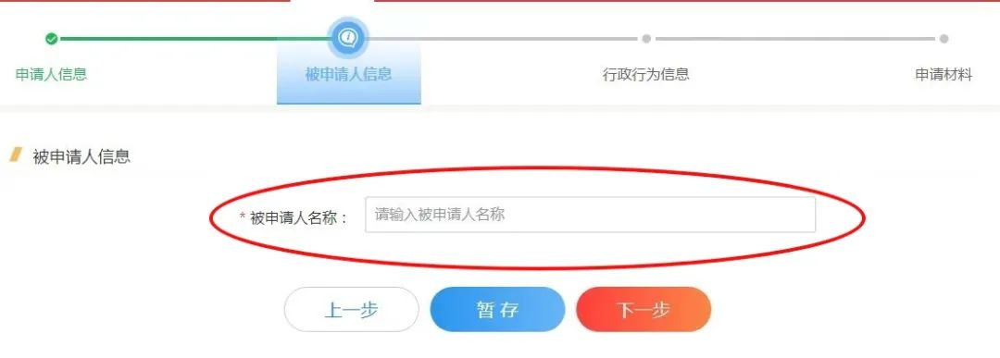 申请人信息
被申请人信息
行政行为信息
申请材料
被申请人信息
* 被申请人名称：
请输入被申请人名称
上一步
暂 存
下一步